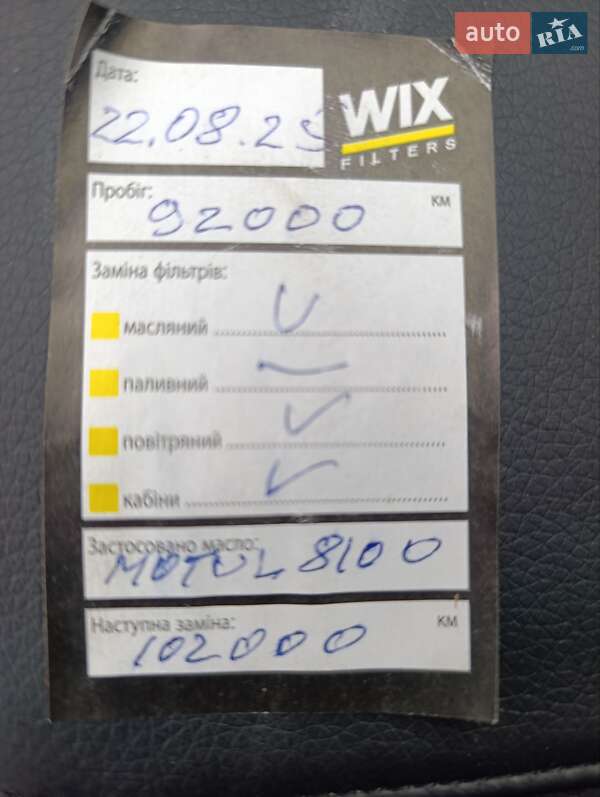 auto RIA .com
Дата:
22.08.25
WIX
FILTERS
Пробіг:
92000 км
Заміна фільтрів:
масляний
паливний
повітряний
кабіни
Застосовано масло:
MOTUL 8100
Наступна заміна:
102000 км